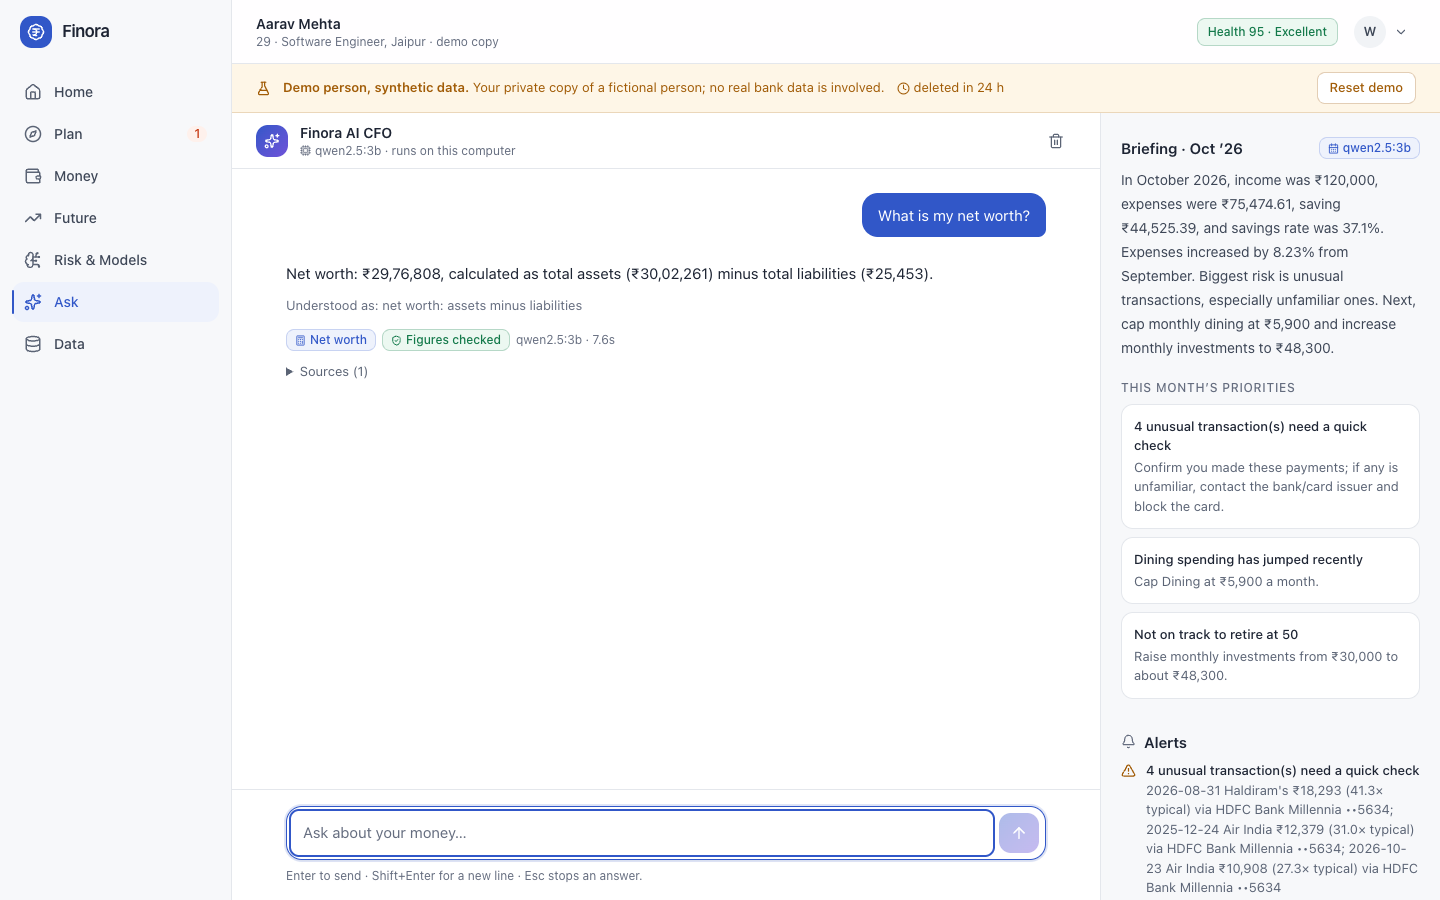 Finora
Home
Plan 1
Money
Future
Risk & Models
Ask
Data
Aarav Mehta
29 · Software Engineer, Jaipur · demo copy
Health 95 · Excellent
W
Demo person, synthetic data. Your private copy of a fictional person; no real bank data is involved. deleted in 24 h
Reset demo
Finora AI CFO
qwen2.5:3b · runs on this computer
What is my net worth?
Net worth: ₹29,76,808, calculated as total assets (₹30,02,261) minus total liabilities (₹25,453).
Understood as: net worth: assets minus liabilities
Net worth Figures checked qwen2.5:3b · 7.6s
Sources (1)
Ask about your money...
Enter to send · Shift+Enter for a new line · Esc stops an answer.
Briefing · Oct ’26 qwen2.5:3b
In October 2026, income was ₹120,000,
expenses were ₹75,474.61, saving
₹44,525.39, and savings rate was 37.1%.
Expenses increased by 8.23% from
September. Biggest risk is unusual
transactions, especially unfamiliar ones. Next,
cap monthly dining at ₹5,900 and increase
monthly investments to ₹48,300.
THIS MONTH’S PRIORITIES
4 unusual transaction(s) need a quick
check
Confirm you made these payments; if any is
unfamiliar, contact the bank/card issuer and
block the card.
Dining spending has jumped recently
Cap Dining at ₹5,900 a month.
Not on track to retire at 50
Raise monthly investments from ₹30,000 to
about ₹48,300.
Alerts
4 unusual transaction(s) need a quick check
2026-08-31 Haldiram's ₹18,293 (41.3×
typical) via HDFC Bank Millennia ••5634;
2025-12-24 Air India ₹12,379 (31.0× typical)
via HDFC Bank Millennia ••5634; 2026-10-
23 Air India ₹10,908 (27.3× typical) via HDFC
Bank Millennia ••5634